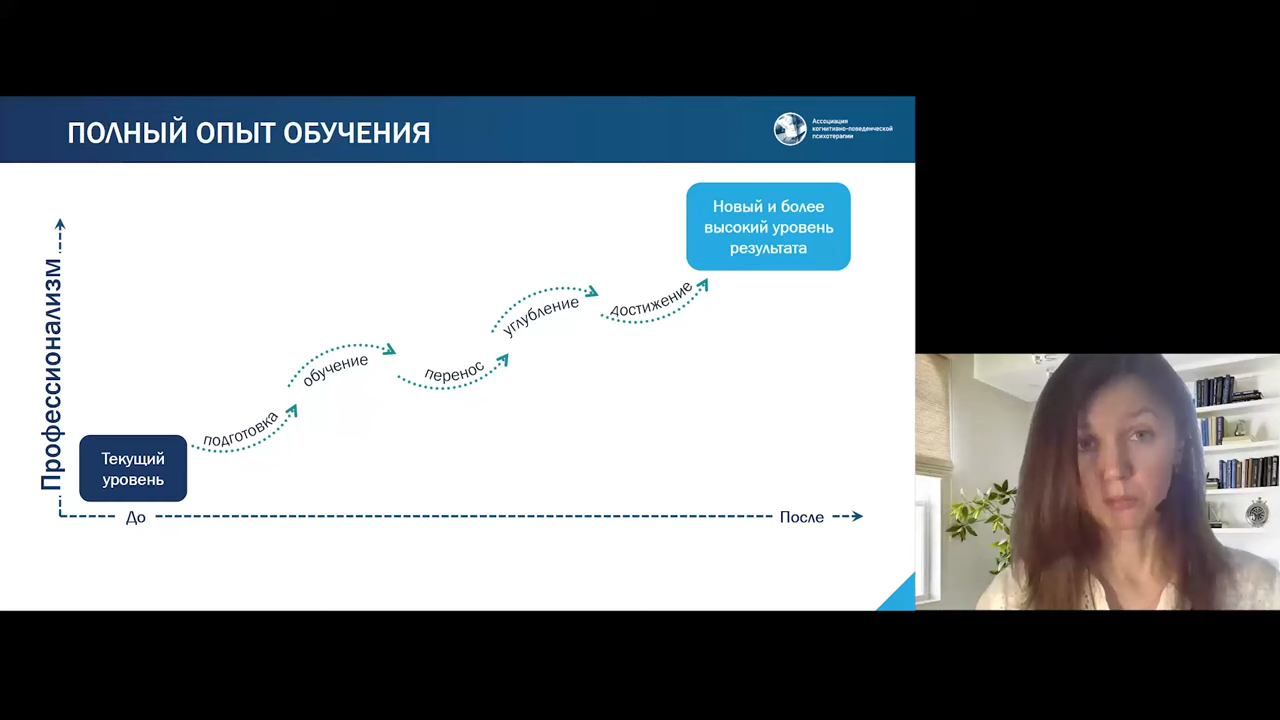 ПОЛНЫЙ ОПЫТ ОБУЧЕНИЯ
Ассоциация
когнитивно-поведенческой
психотерапии
Новый и более
высокий уровень
результата
Профессионализм
достижение
углубление
перенос
обучение
подготовка
Текущий
уровень
До
После